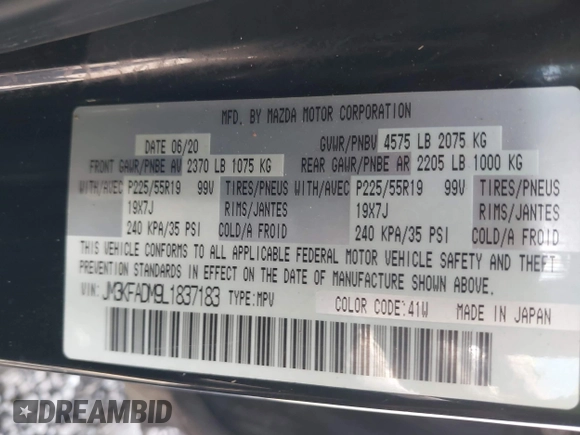 MFD. BY MAZDA MOTOR CORPORATION
DATE 06/20 GVWR/PNBV 4575 LB 2075 KG
FRONT GAWR/PNBE AV 2370 LB 1075 KG REAR GAWR/PNBE AR 2205 LB 1000 KG
WITH/AVEC P225/55R19 99V TIRES/PNEUS WITH/AVEC P225/55R19 99V TIRES/PNEUS
19X7J RIMS/JANTES 19X7J RIMS/JANTES
240 KPA/35 PSI COLD/A FROID 240 KPA/35 PSI COLD/A FROID
THIS VEHICLE CONFORMS TO ALL APPLICABLE FEDERAL MOTOR VEHICLE SAFETY AND THEFT
PREVENTION STANDARDS IN EFFECT ON THE DATE OF MANUFACTURE SHOWN ABOVE.
VIN: JM3KFADM9L1837183 TYPE:MPV COLOR CODE:41W MADE IN JAPAN
DREAMBID